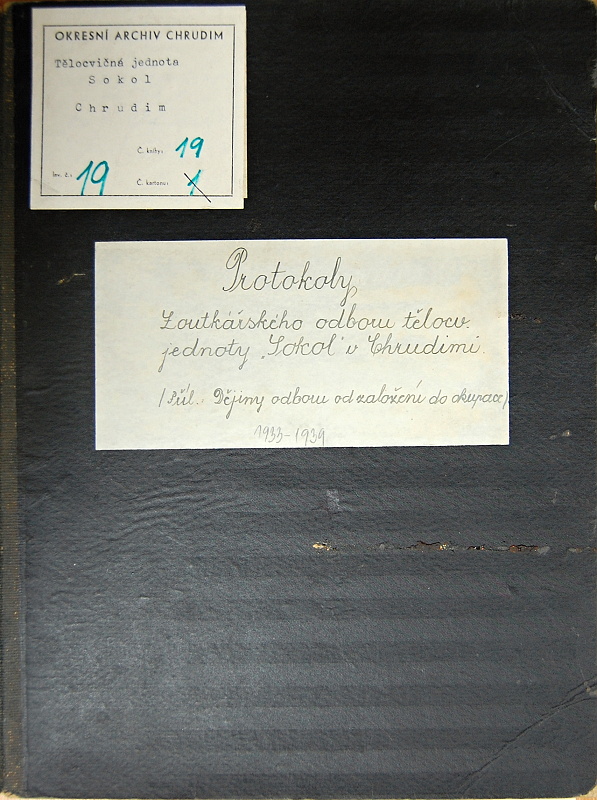 OKRESNÍ ARCHIV CHRUDIM
Tělocvičná jednota
Sokol
Chrudim
Č. knihy: 19
Inv. č.: 19
Č. kartonu: 1
Protokoly
Loutkářského odboru tělocv.
jednoty „Sokol" v Chrudimi.
/Příl. Dějiny odboru od založení do okupace/
1933-1939